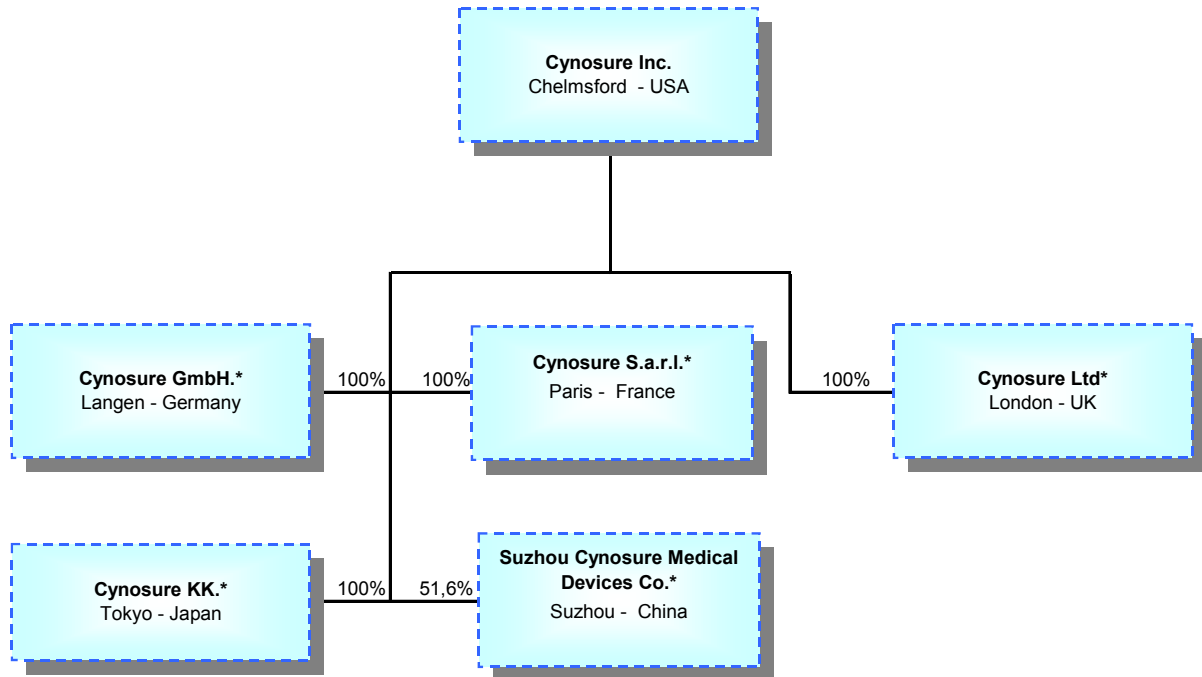 Cynosure Inc.
Chelmsford - USA
Cynosure GmbH.*
Langen - Germany
100%
100%
Cynosure S.a.r.l.*
Paris - France
100%
Cynosure Ltd*
London - UK
Cynosure KK.*
Tokyo - Japan
100%
51,6%
Suzhou Cynosure Medical
Devices Co.*
Suzhou - China